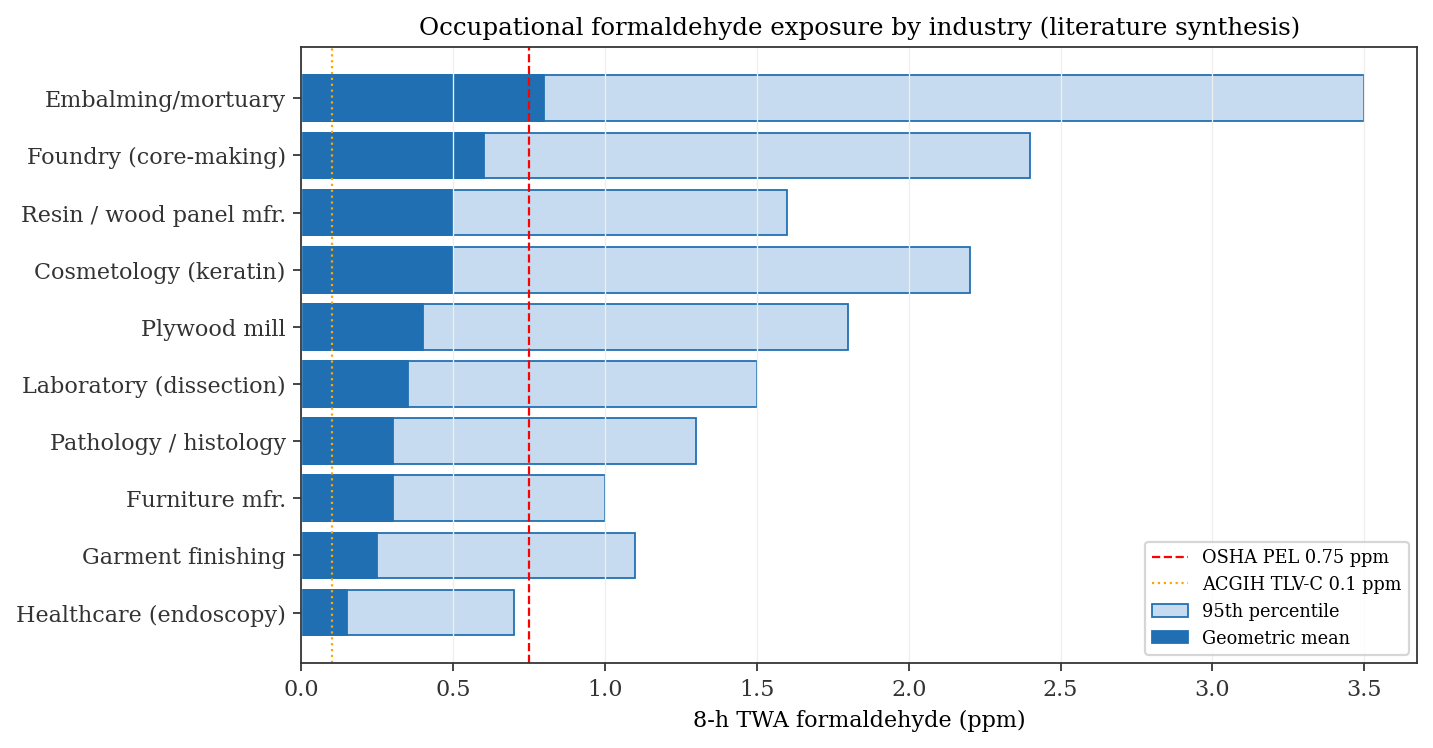 Occupational formaldehyde exposure by industry (literature synthesis)
Embalming/mortuary
Foundry (core-making)
Resin / wood panel mfr.
Cosmetology (keratin)
Plywood mill
Laboratory (dissection)
Pathology / histology
Furniture mfr.
Garment finishing
Healthcare (endoscopy)
OSHA PEL 0.75 ppm
ACGIH TLV-C 0.1 ppm
95th percentile
Geometric mean
0.0 0.5 1.0 1.5 2.0 2.5 3.0 3.5
8-h TWA formaldehyde (ppm)